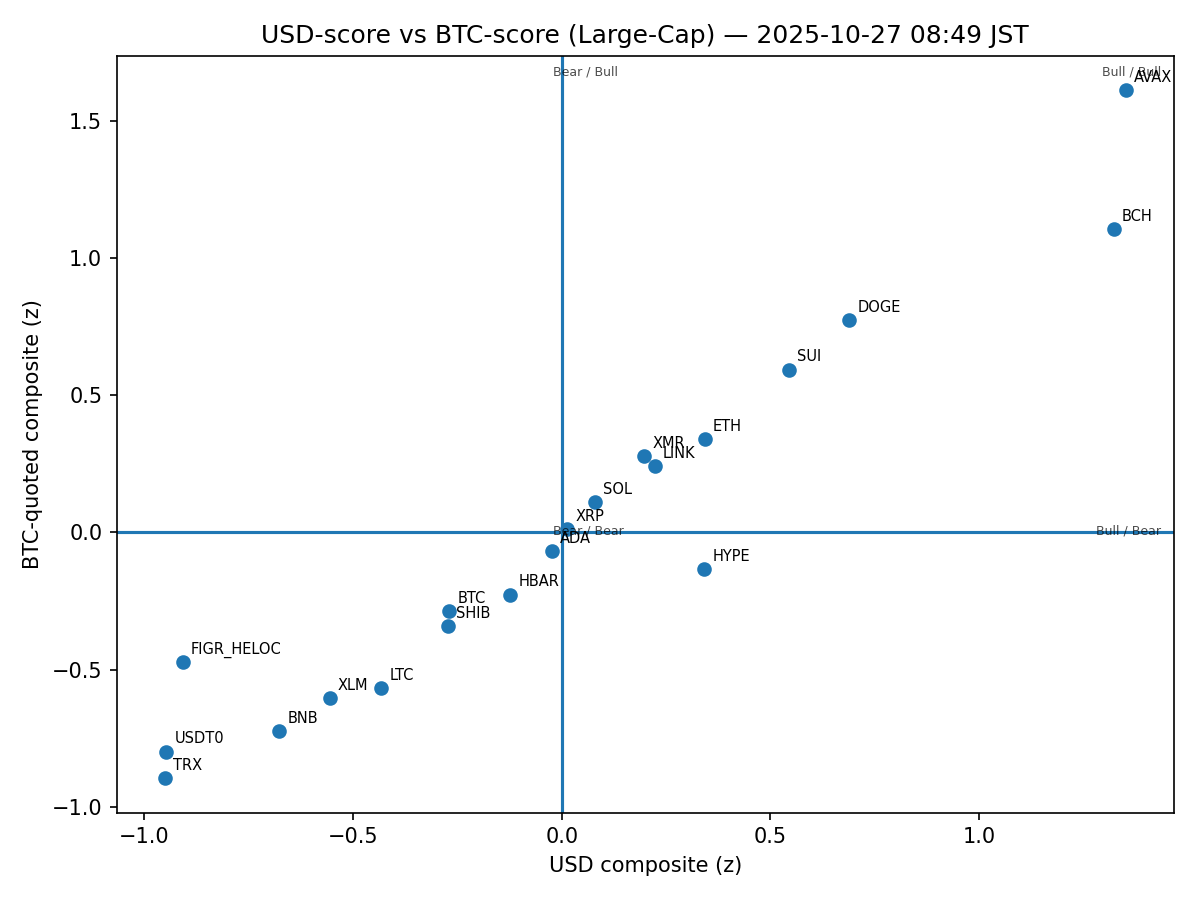 USD-score vs BTC-score (Large-Cap) — 2025-10-27 08:49 JST
Bear / Bull
Bull / Bull
AVAX
1.5
BCH
1.0
DOGE
SUI
0.5
ETH
XMR
LINK
SOL
XRP
0.0
Bear / Bear
Bull / Bear
ADA
HYPE
HBAR
BTC
SHIB
FIGR_HELOC
−0.5
LTC
XLM
BNB
USDT0
TRX
−1.0
−1.0
−0.5
0.0
0.5
1.0
USD composite (z)
BTC-quoted composite (z)